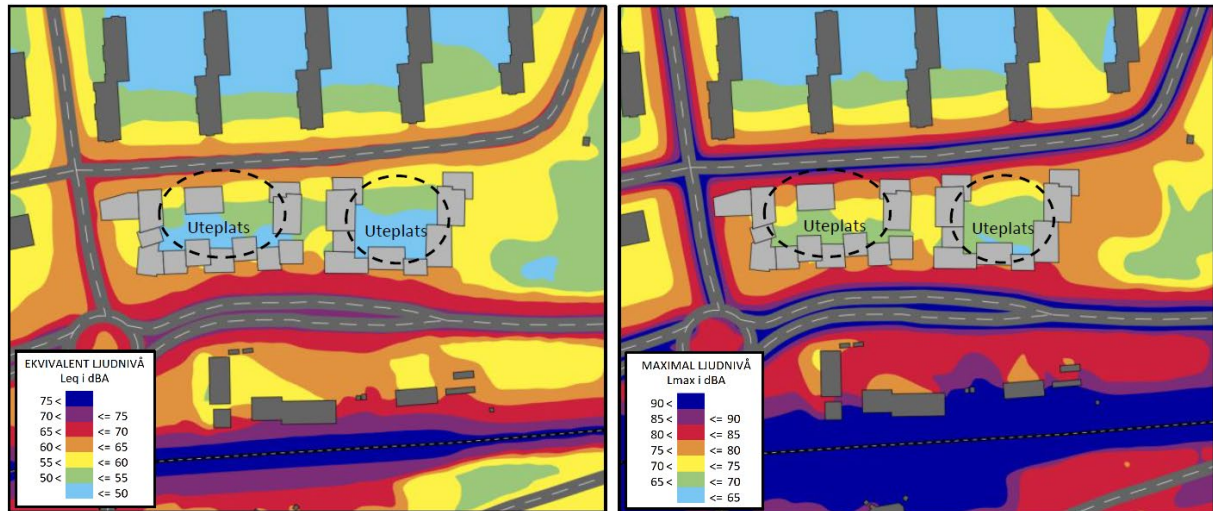 Uteplats
Uteplats
EKVIVALENT LJUDNIVÅ
Leq i dBA
75 <
70 < <= 75
65 < <= 70
60 < <= 65
55 < <= 60
50 < <= 55
<= 50
Uteplats
Uteplats
MAXIMAL LJUDNIVÅ
Lmax i dBA
90 <
85 < <= 90
80 < <= 85
75 < <= 80
70 < <= 75
65 < <= 70
<= 65